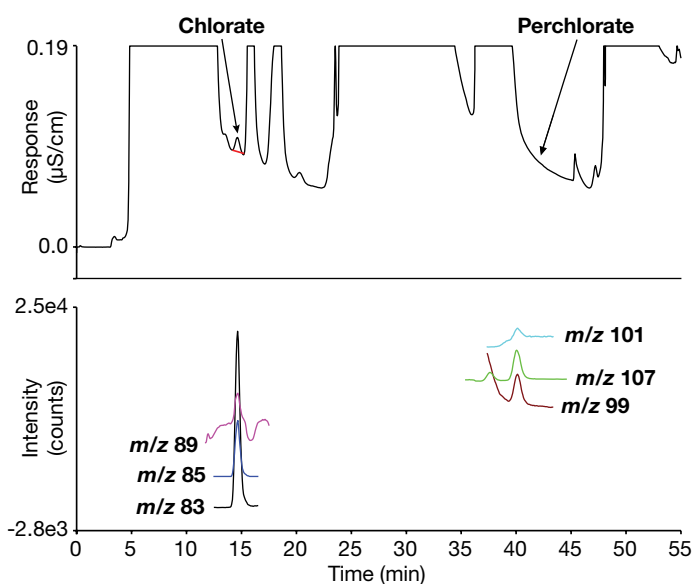 Chlorate
Perchlorate
0.19
Response
(µS/cm)
0.0
2.5e4
Intensity
(counts)
-2.8e3
m/z 101
m/z 107
m/z 99
m/z 89
m/z 85
m/z 83
0 5 10 15 20 25 30 35 40 45 50 55
Time (min)